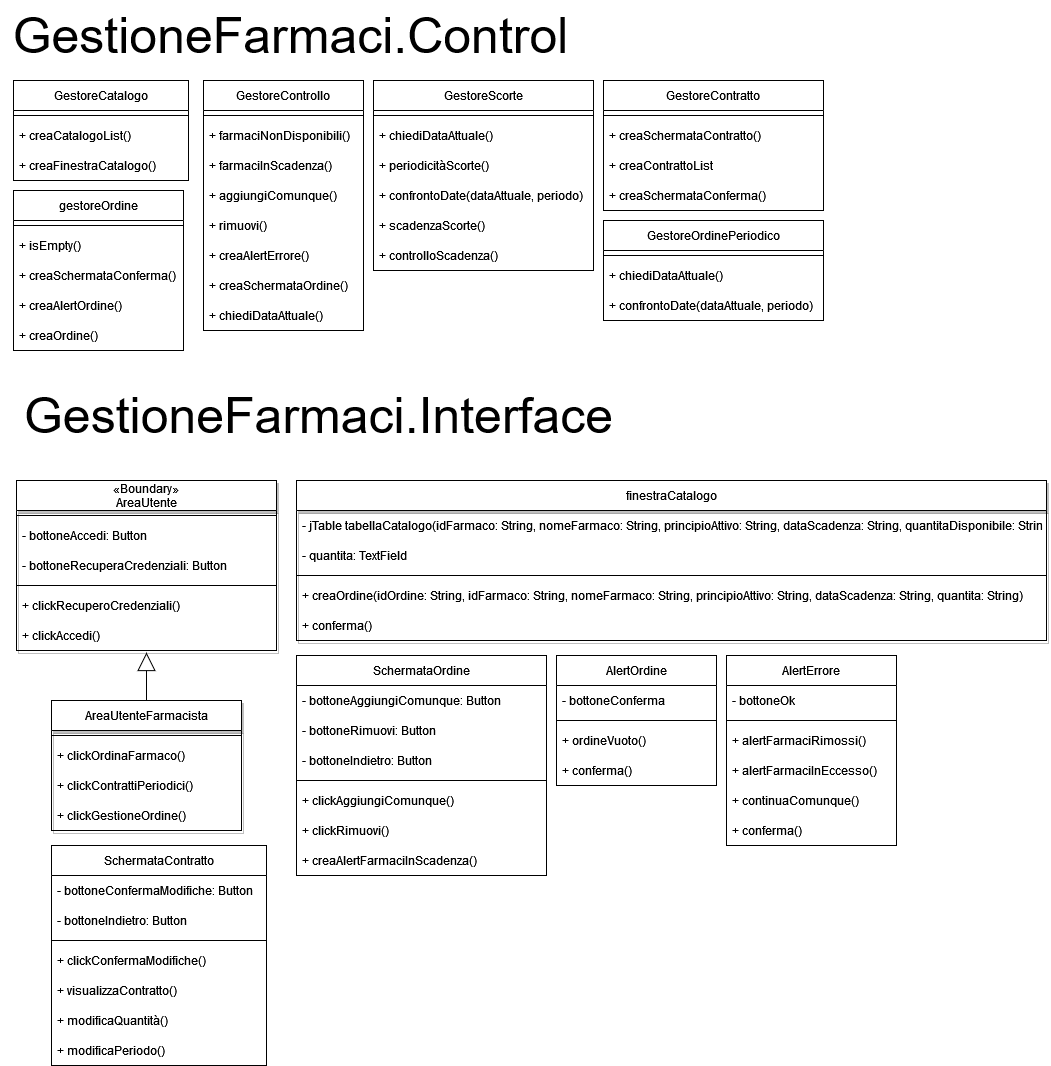 GestioneFarmaci.Control
GestoreCatalogo
+ creaCatalogoList()
+ creaFinestraCatalogo()
gestoreOrdine
+ isEmpty()
+ creaSchermataConferma()
+ creaAlertOrdine()
+ creaOrdine()
GestoreControllo
+ farmaciNonDisponibili()
+ farmaciInScadenza()
+ aggiungiComunque()
+ rimuovi()
+ creaAlertErrore()
+ creaSchermataOrdine()
+ chiediDataAttuale()
GestoreScorte
+ chiediDataAttuale()
+ periodicitàScorte()
+ confrontoDate(dataAttuale, periodo)
+ scadenzaScorte()
+ controlloScadenza()
GestoreContratto
+ creaSchermataContratto()
+ creaContrattoList
+ creaSchermataConferma()
GestoreOrdinePeriodico
+ chiediDataAttuale()
+ confrontoDate(dataAttuale, periodo)
GestioneFarmaci.Interface
«Boundary»
AreaUtente
- bottoneAccedi: Button
- bottoneRecuperaCredenziali: Button
+ clickRecuperoCredenziali()
+ clickAccedi()
AreaUtenteFarmacista
+ clickOrdinaFarmaco()
+ clickContrattiPeriodici()
+ clickGestioneOrdine()
SchermataContratto
- bottoneConfermaModifiche: Button
- bottoneIndietro: Button
+ clickConfermaModifiche()
+ visualizzaContratto()
+ modificaQuantità()
+ modificaPeriodo()
finestraCatalogo
- jTable tabellaCatalogo(idFarmaco: String, nomeFarmaco: String, principioAttivo: String, dataScadenza: String, quantitaDisponibile: Strin
- quantita: TextField
+ creaOrdine(idOrdine: String, idFarmaco: String, nomeFarmaco: String, principioAttivo: String, dataScadenza: String, quantita: String)
+ conferma()
SchermataOrdine
- bottoneAggiungiComunque: Button
- bottoneRimuovi: Button
- bottoneIndietro: Button
+ clickAggiungiComunque()
+ clickRimuovi()
+ creaAlertFarmaciInScadenza()
AlertOrdine
- bottoneConferma
+ ordineVuoto()
+ conferma()
AlertErrore
- bottoneOk
+ alertFarmaciRimossi()
+ alertFarmaciInEccesso()
+ continuaComunque()
+ conferma()